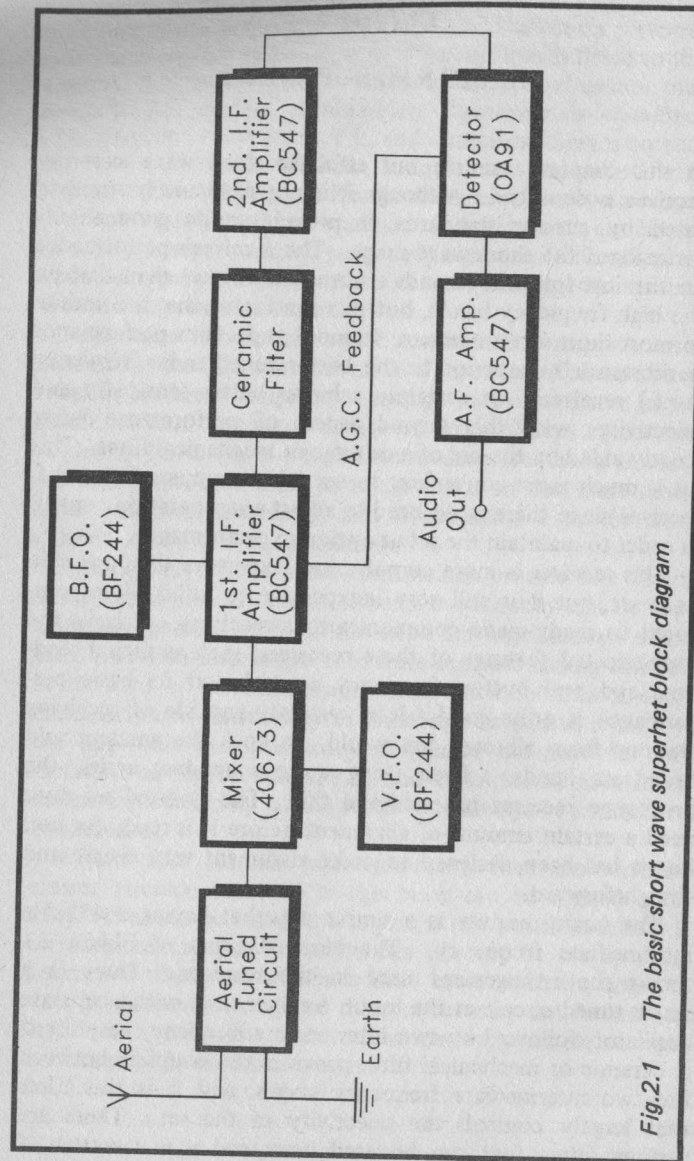 Aerial
Aerial
Tuned
Circuit
Earth
Mixer
(40673)
H.F.O.
(BF244)
B.F.O.
(BF244)
1st. I.F.
Amplifier
(BC547)
Ceramic
Filter
2nd. I.F.
Amplifier
(BC547)
A.G.C. Feedback
Audio
Out
A.f. Amp.
(BC547)
Detector
(OA91)
Fig.2.1 The basic short wave superhet block diagram